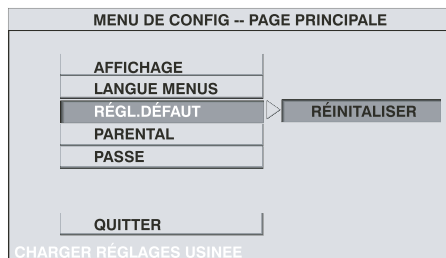 MENU DE CONFIG -- PAGE PRINCIPALE
AFFICHAGE
LANGUE MENUS
RÉGL.DÉFAUT RÉINITALISER
PARENTAL
PASSE
QUITTER
CHARGER RÉGLAGES USINEE